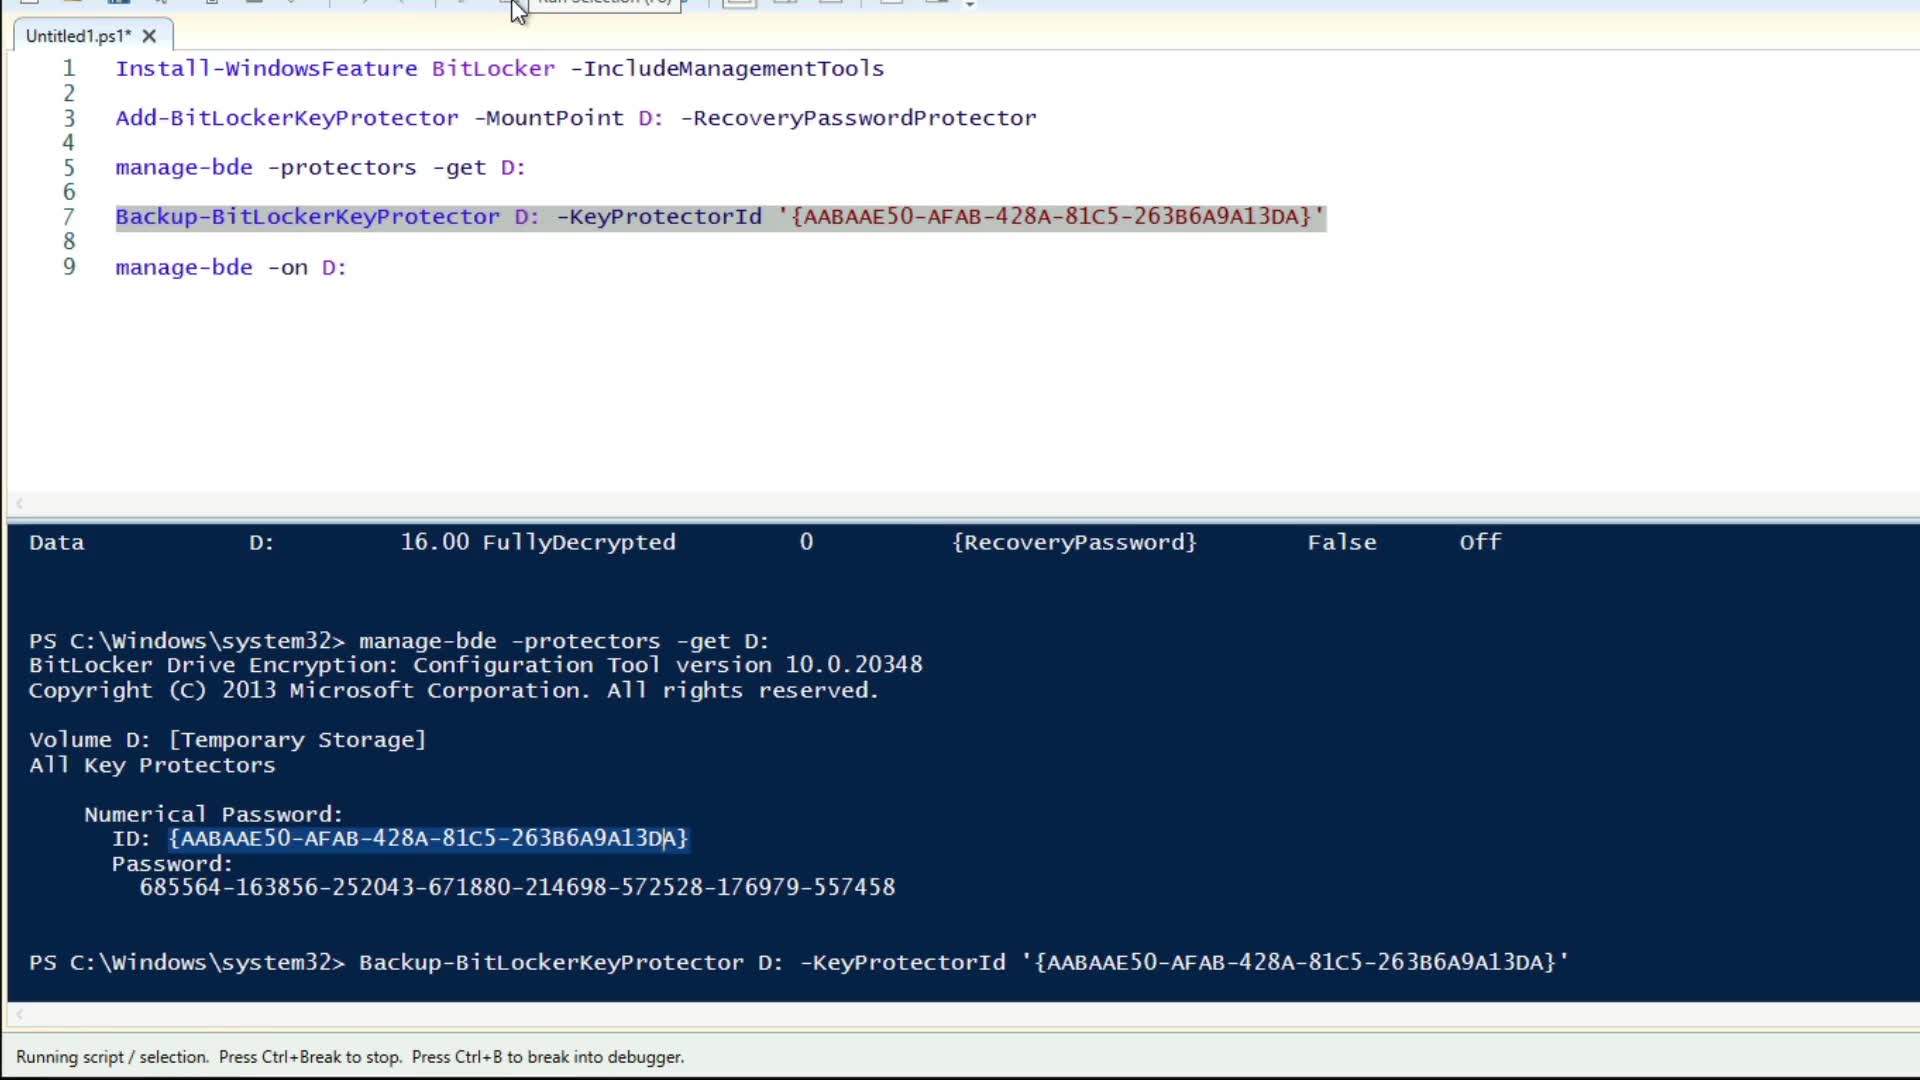 Run Selection (F8)
Untitled1.ps1*
1 Install-WindowsFeature BitLocker -IncludeManagementTools
2
3 Add-BitLockerKeyProtector -MountPoint D: -RecoveryPasswordProtector
4
5 manage-bde -protectors -get D:
6
7 Backup-BitLockerKeyProtector D: -KeyProtectorId '{AABAAE50-AFAB-428A-81C5-263B6A9A13DA}'
8
9 manage-bde -on D:
Data D: 16.00 FullyDecrypted 0 {RecoveryPassword} False Off
PS C:\Windows\system32> manage-bde -protectors -get D:
BitLocker Drive Encryption: Configuration Tool version 10.0.20348
Copyright (C) 2013 Microsoft Corporation. All rights reserved.
Volume D: [Temporary Storage]
All Key Protectors
Numerical Password:
ID: {AABAAE50-AFAB-428A-81C5-263B6A9A13DA}
Password:
685564-163856-252043-671880-214698-572528-176979-557458
PS C:\Windows\system32> Backup-BitLockerKeyProtector D: -KeyProtectorId '{AABAAE50-AFAB-428A-81C5-263B6A9A13DA}'
Running script / selection. Press Ctrl+Break to stop. Press Ctrl+B to break into debugger.